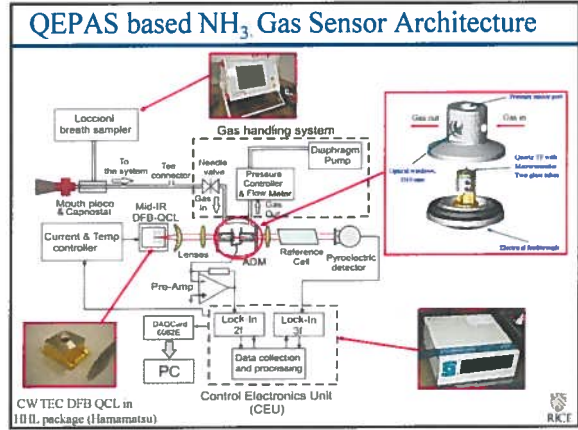 QEPAS based NH3 Gas Sensor Architecture
Loccioni
breath sampler
Gas handling system
Diaphragm
Pump
To
the system
Tee
connector
Needle
valve
Pressure
Controller
& Flow Meter
Gas
in
Gas
Out
Mouth piece
& Capnostat
Mid-IR
DFB-QCL
Current & Temp
controller
Lenses
ADM
Reference
Cell
Pyroelectric
detector
Pre-Amp
Lock-In
2f
Lock-In
3f
DAQCard
6062E
PC
Data collection
and processing
Control Electronics Unit
(CEU)
CW TEC DFB QCL in
HHL package (Hamamatsu)
Gas out
Gas in
Optical windows,
Quartz TF with
Two glass tubes
Electrical feedthrough
RICE